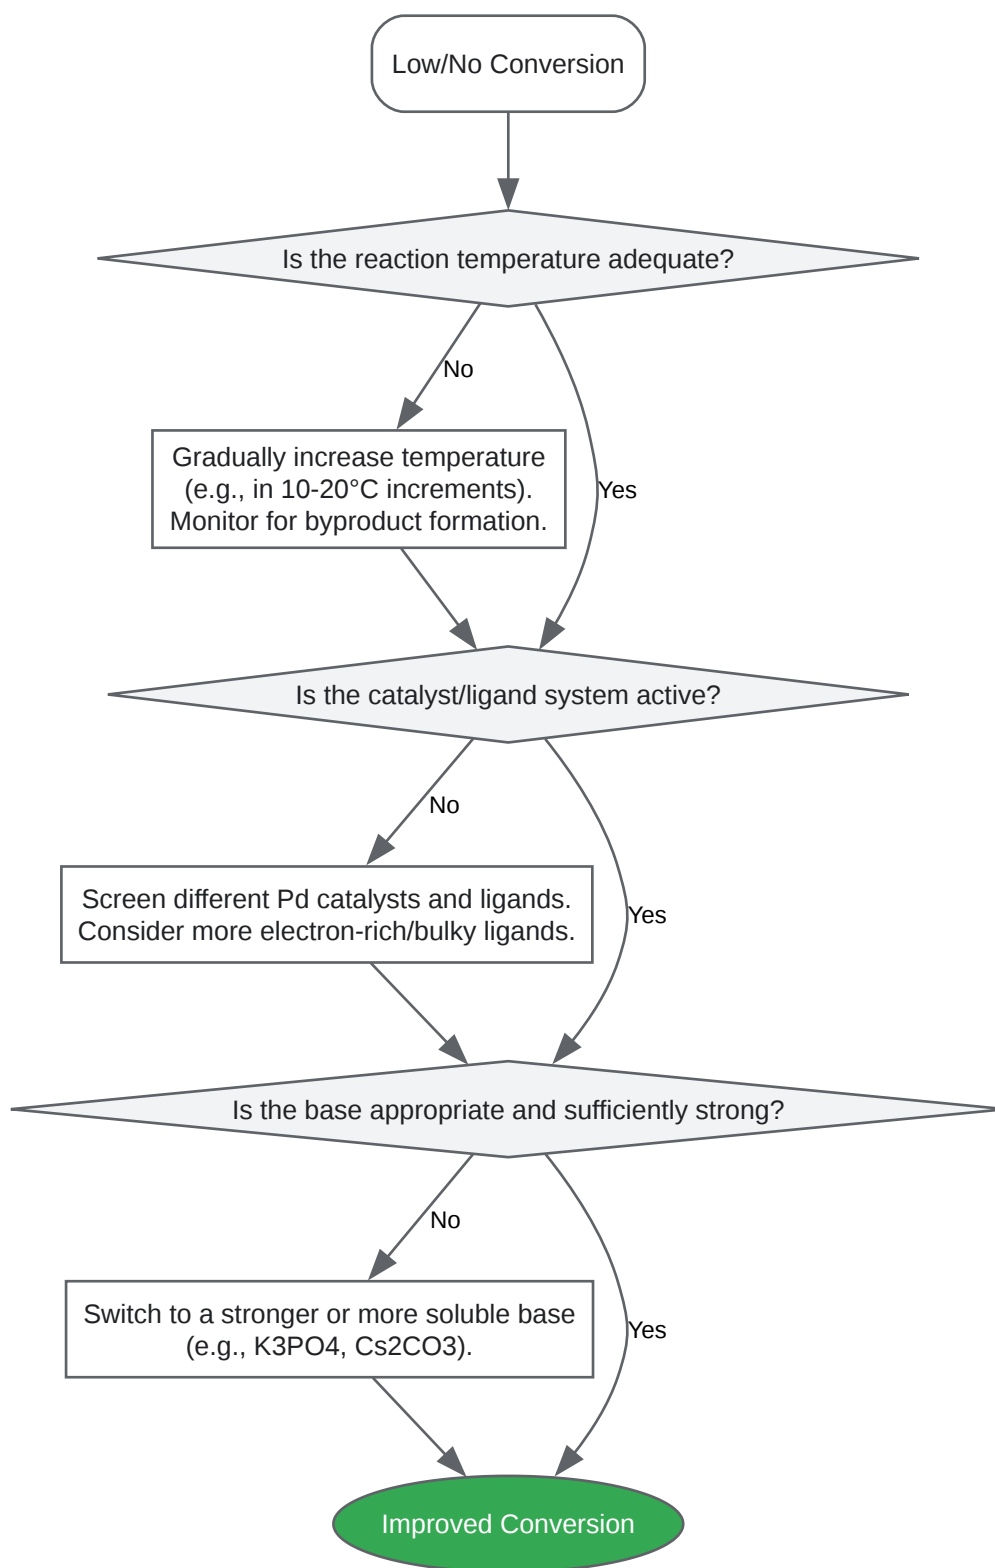 Low/No Conversion
Is the reaction temperature adequate?
No
Gradually increase temperature
(e.g., in 10-20°C increments).
Monitor for byproduct formation.
Yes
Is the catalyst/ligand system active?
No
Screen different Pd catalysts and ligands.
Consider more electron-rich/bulky ligands.
Yes
Is the base appropriate and sufficiently strong?
No
Switch to a stronger or more soluble base
(e.g., K3PO4, Cs2CO3).
Yes
Improved Conversion